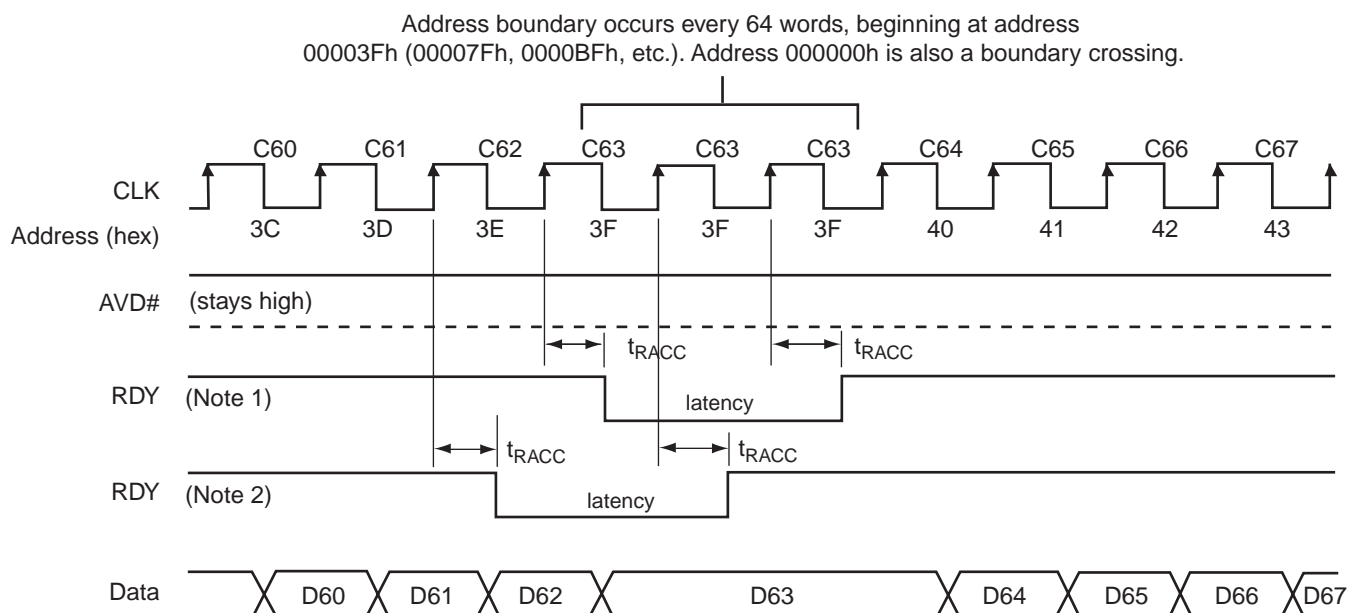 Address boundary occurs every 64 words, beginning at address
00003Fh (00007Fh, 0000BFh, etc.). Address 000000h is also a boundary crossing.
C60 C61 C62 C63 C63 C63 C64 C65 C66 C67
CLK
Address (hex) 3C 3D 3E 3F 3F 3F 40 41 42 43
AVD# (stays high)
tRACC tRACC
RDY (Note 1) latency
tRACC tRACC
RDY (Note 2) latency
Data D60 D61 D62 D63 D64 D65 D66 D67